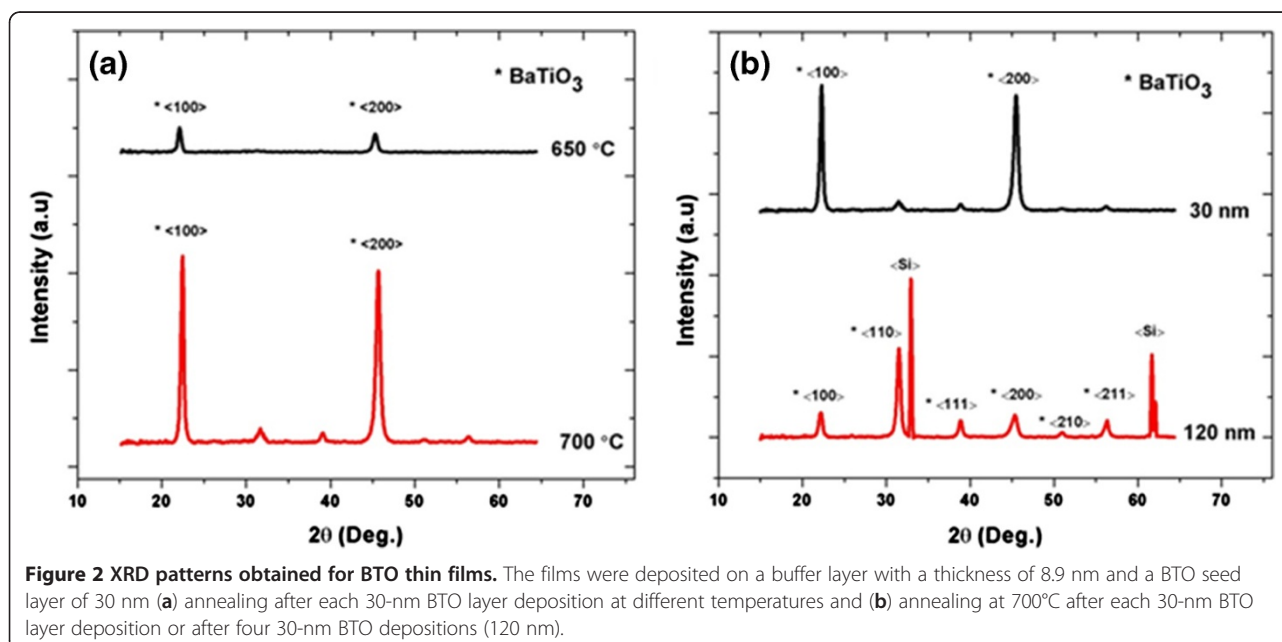 (a)
* BaTiO3
* <100>
* <200>
650 °C
* <100>
* <200>
700 °C
Intensity (a.u)
10 20 30 40 50 60 70
2θ (Deg.)
(b)
* <100>
* <200>
* BaTiO3
30 nm
<Si>
* <110>
<Si>
* <100>
* <111>
* <200>
* <210>
* <211>
120 nm
Intensity (a.u)
10 20 30 40 50 60 70
2θ (Deg.)
Figure 2 XRD patterns obtained for BTO thin films. The films were deposited on a buffer layer with a thickness of 8.9 nm and a BTO seed
layer of 30 nm (a) annealing after each 30-nm BTO layer deposition at different temperatures and (b) annealing at 700°C after each 30-nm BTO
layer deposition or after four 30-nm BTO depositions (120 nm).